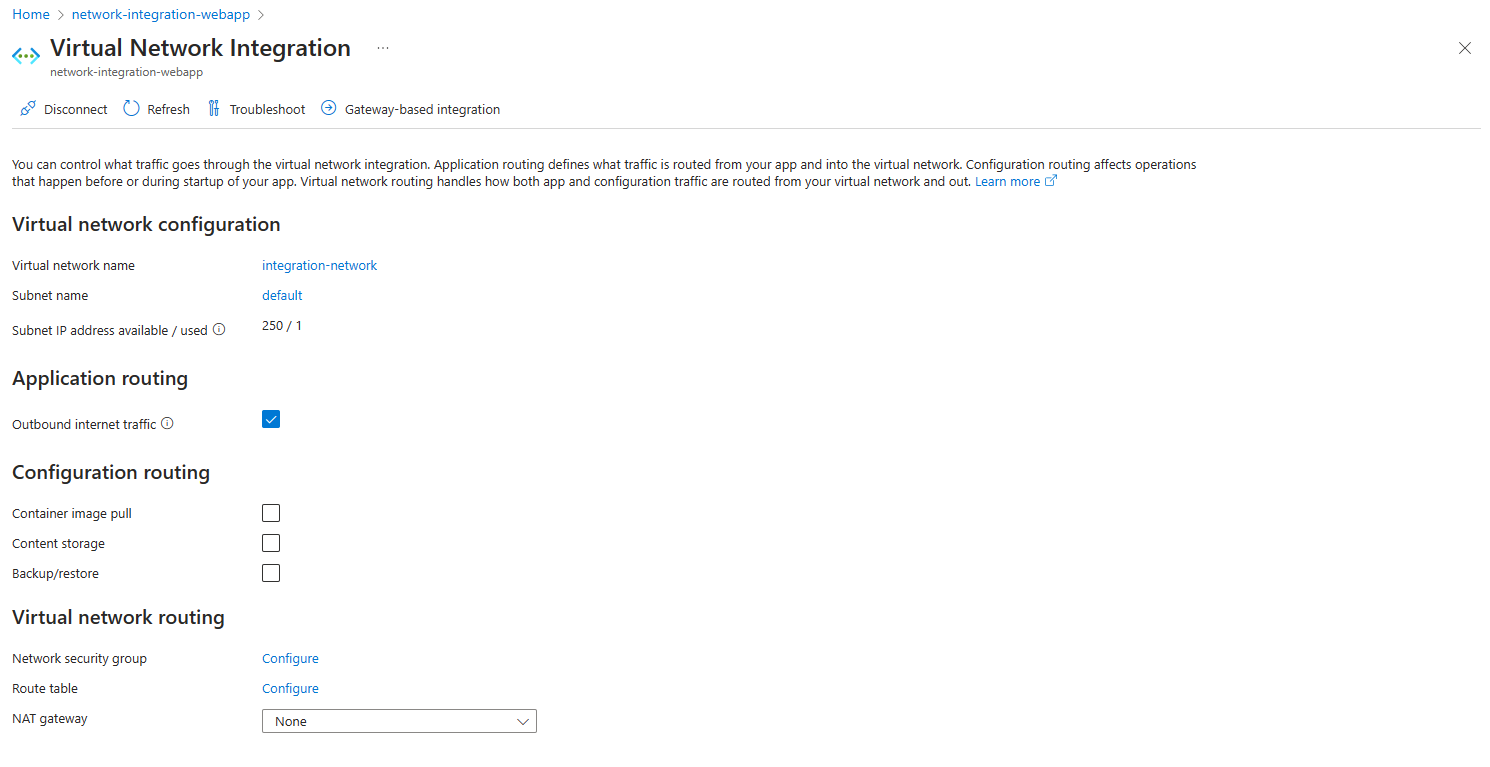 Home > network-integration-webapp >
Virtual Network Integration ...
network-integration-webapp
Disconnect Refresh Troubleshoot Gateway-based integration
You can control what traffic goes through the virtual network integration. Application routing defines what traffic is routed from your app and into the virtual network. Configuration routing affects operations
that happen before or during startup of your app. Virtual network routing handles how both app and configuration traffic are routed from your virtual network and out. Learn more
Virtual network configuration
Virtual network name integration-network
Subnet name default
Subnet IP address available / used 250 / 1
Application routing
Outbound internet traffic
Configuration routing
Container image pull
Content storage
Backup/restore
Virtual network routing
Network security group Configure
Route table Configure
NAT gateway None